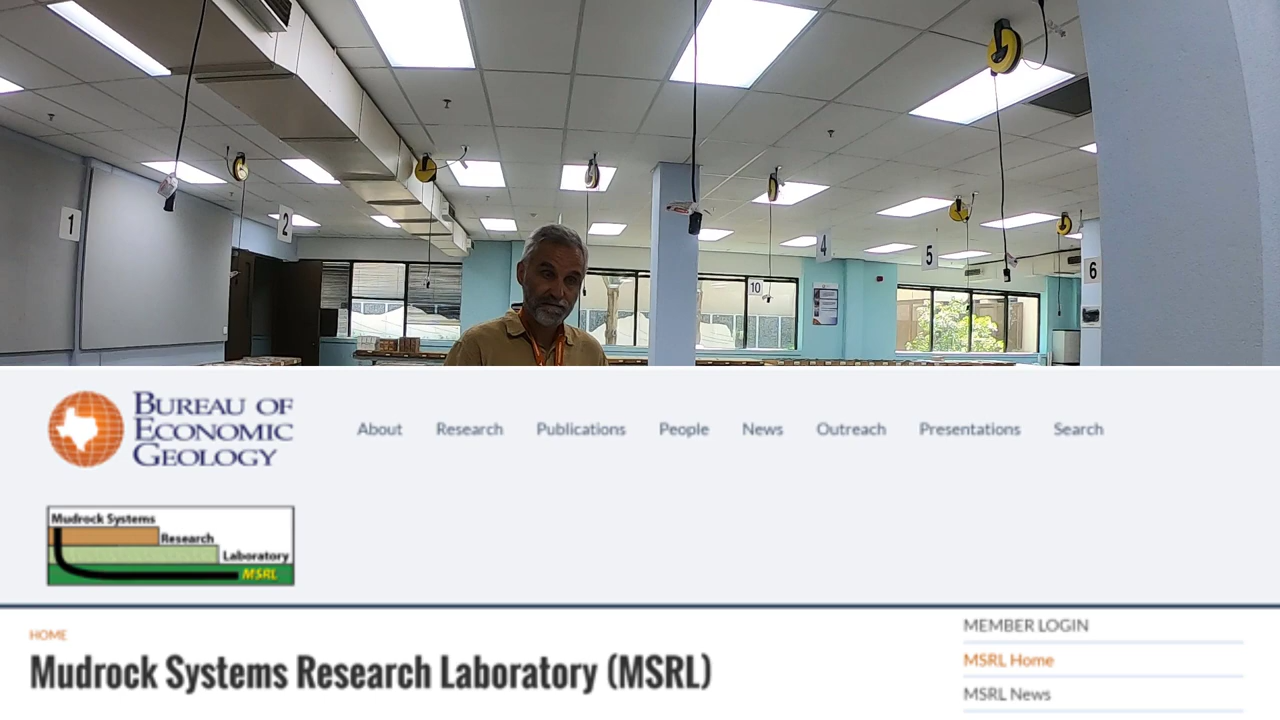 1
2
10
4
5
6
BUREAU OF
ECONOMIC
GEOLOGY
About Research Publications People News Outreach Presentations Search
Mudrock Systems
Research
Laboratory
MSRL
HOME
Mudrock Systems Research Laboratory (MSRL)
MEMBER LOGIN
MSRL Home
MSRL News